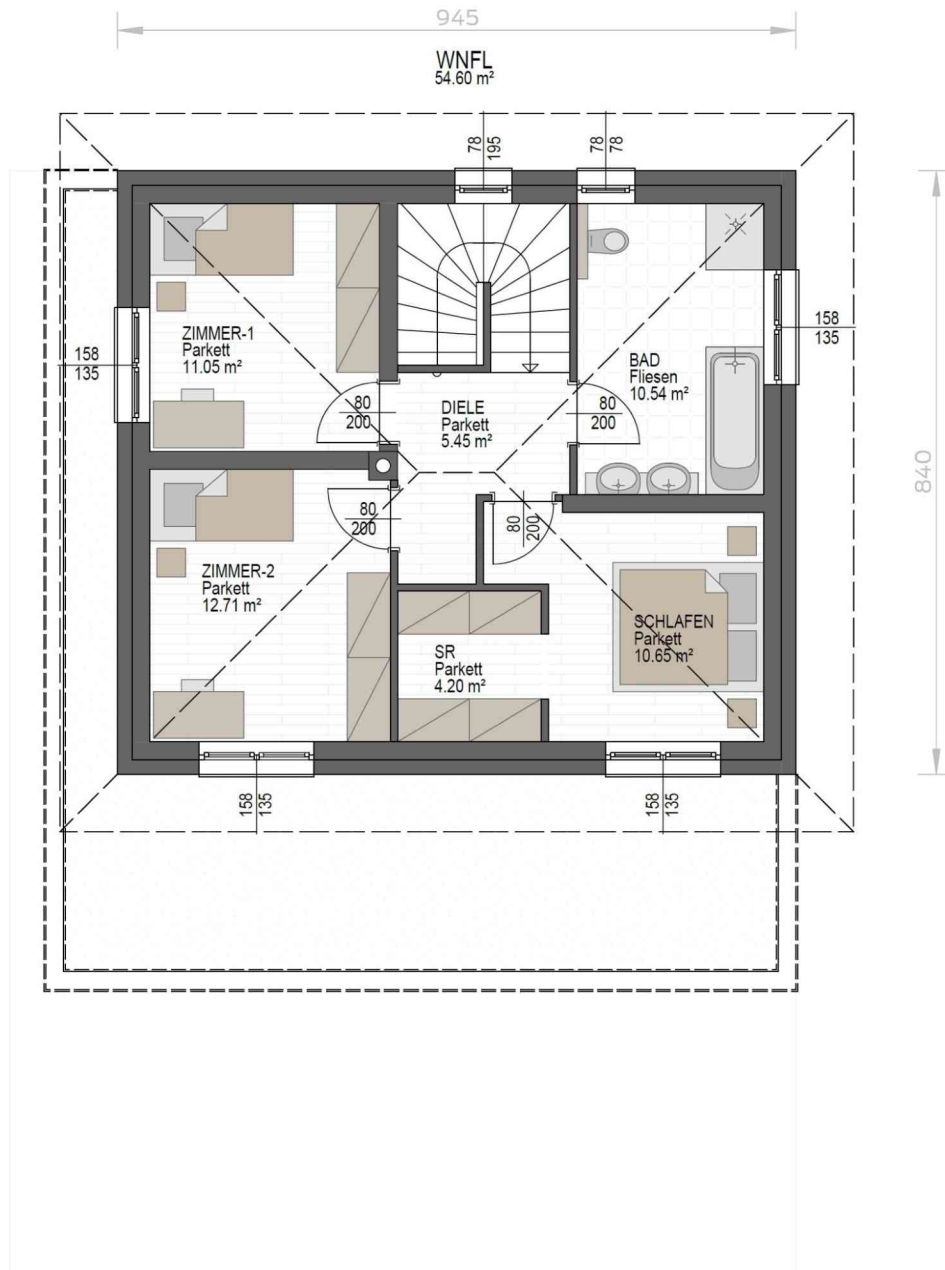 945
WNFL
54.60 m²
78
195
78
78
840
ZIMMER-1
Parkett
11.05 m²
158
135
80
200
DIELE
Parkett
5.45 m²
80
200
BAD
Fliesen
10.54 m²
158
135
80
200
80
200
ZIMMER-2
Parkett
12.71 m²
SR
Parkett
4.20 m²
SCHLAFEN
Parkett
10.65 m²
158
135
158
135